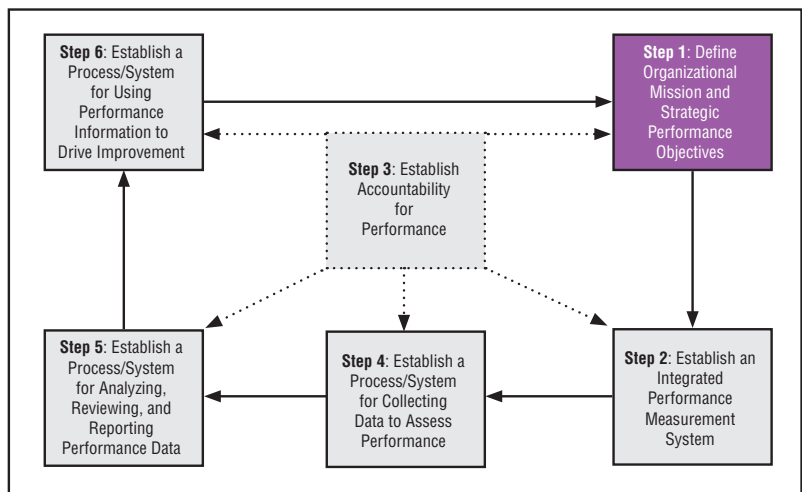 Step 6: Establish a
Process/System
for Using
Performance
Information to
Drive Improvement
Step 1: Define
Organizational
Mission and
Strategic
Performance
Objectives
Step 3: Establish
Accountability
for
Performance
Step 5: Establish a
Process/System
for Analyzing,
Reviewing, and
Reporting
Performance Data
Step 4: Establish a
Process/System
for Collecting
Data to Assess
Performance
Step 2: Establish an
Integrated
Performance
Measurement
System